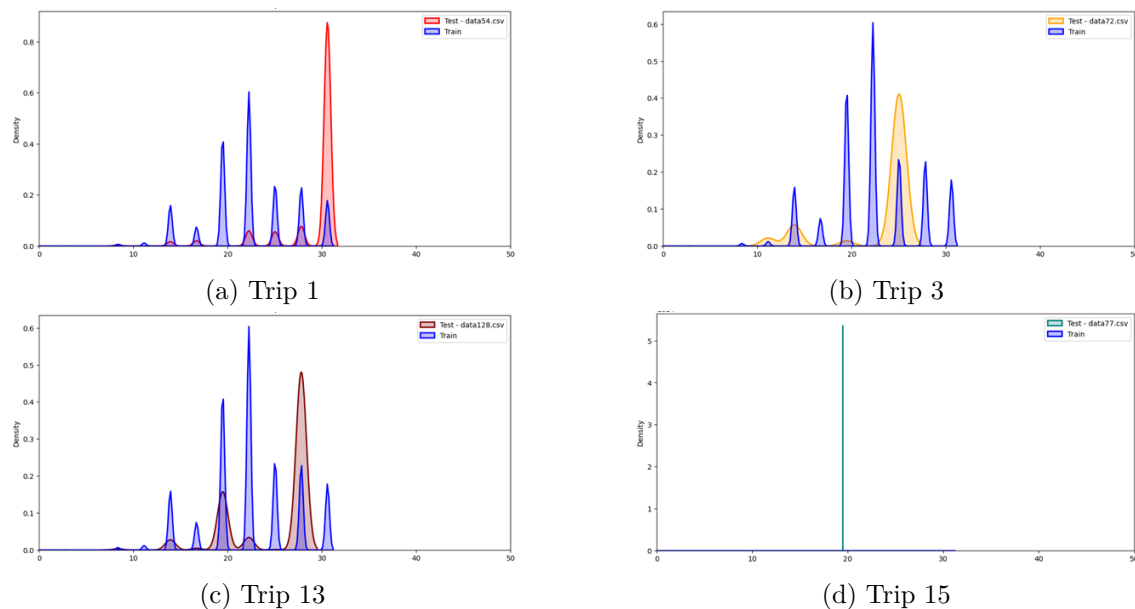 Test - data54.csv
Train
Density
0.0
0.2
0.4
0.6
0.8
0 10 20 30 40 50
(a) Trip 1
Test - data72.csv
Train
Density
0.0
0.1
0.2
0.3
0.4
0.5
0.6
0 10 20 30 40 50
(b) Trip 3
Test - data128.csv
Train
Density
0.0
0.1
0.2
0.3
0.4
0.5
0.6
0 10 20 30 40 50
(c) Trip 13
Test - data77.csv
Train
Density
0
1
2
3
4
5
0 10 20 30 40 50
(d) Trip 15